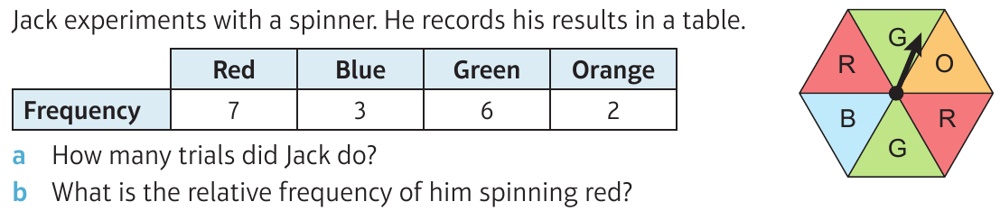 Jack experiments with a spinner. He records his results in a table.
Red Blue Green Orange
Frequency 7 3 6 2
a How many trials did Jack do?
b What is the relative frequency of him spinning red?
G
R O
B R
G